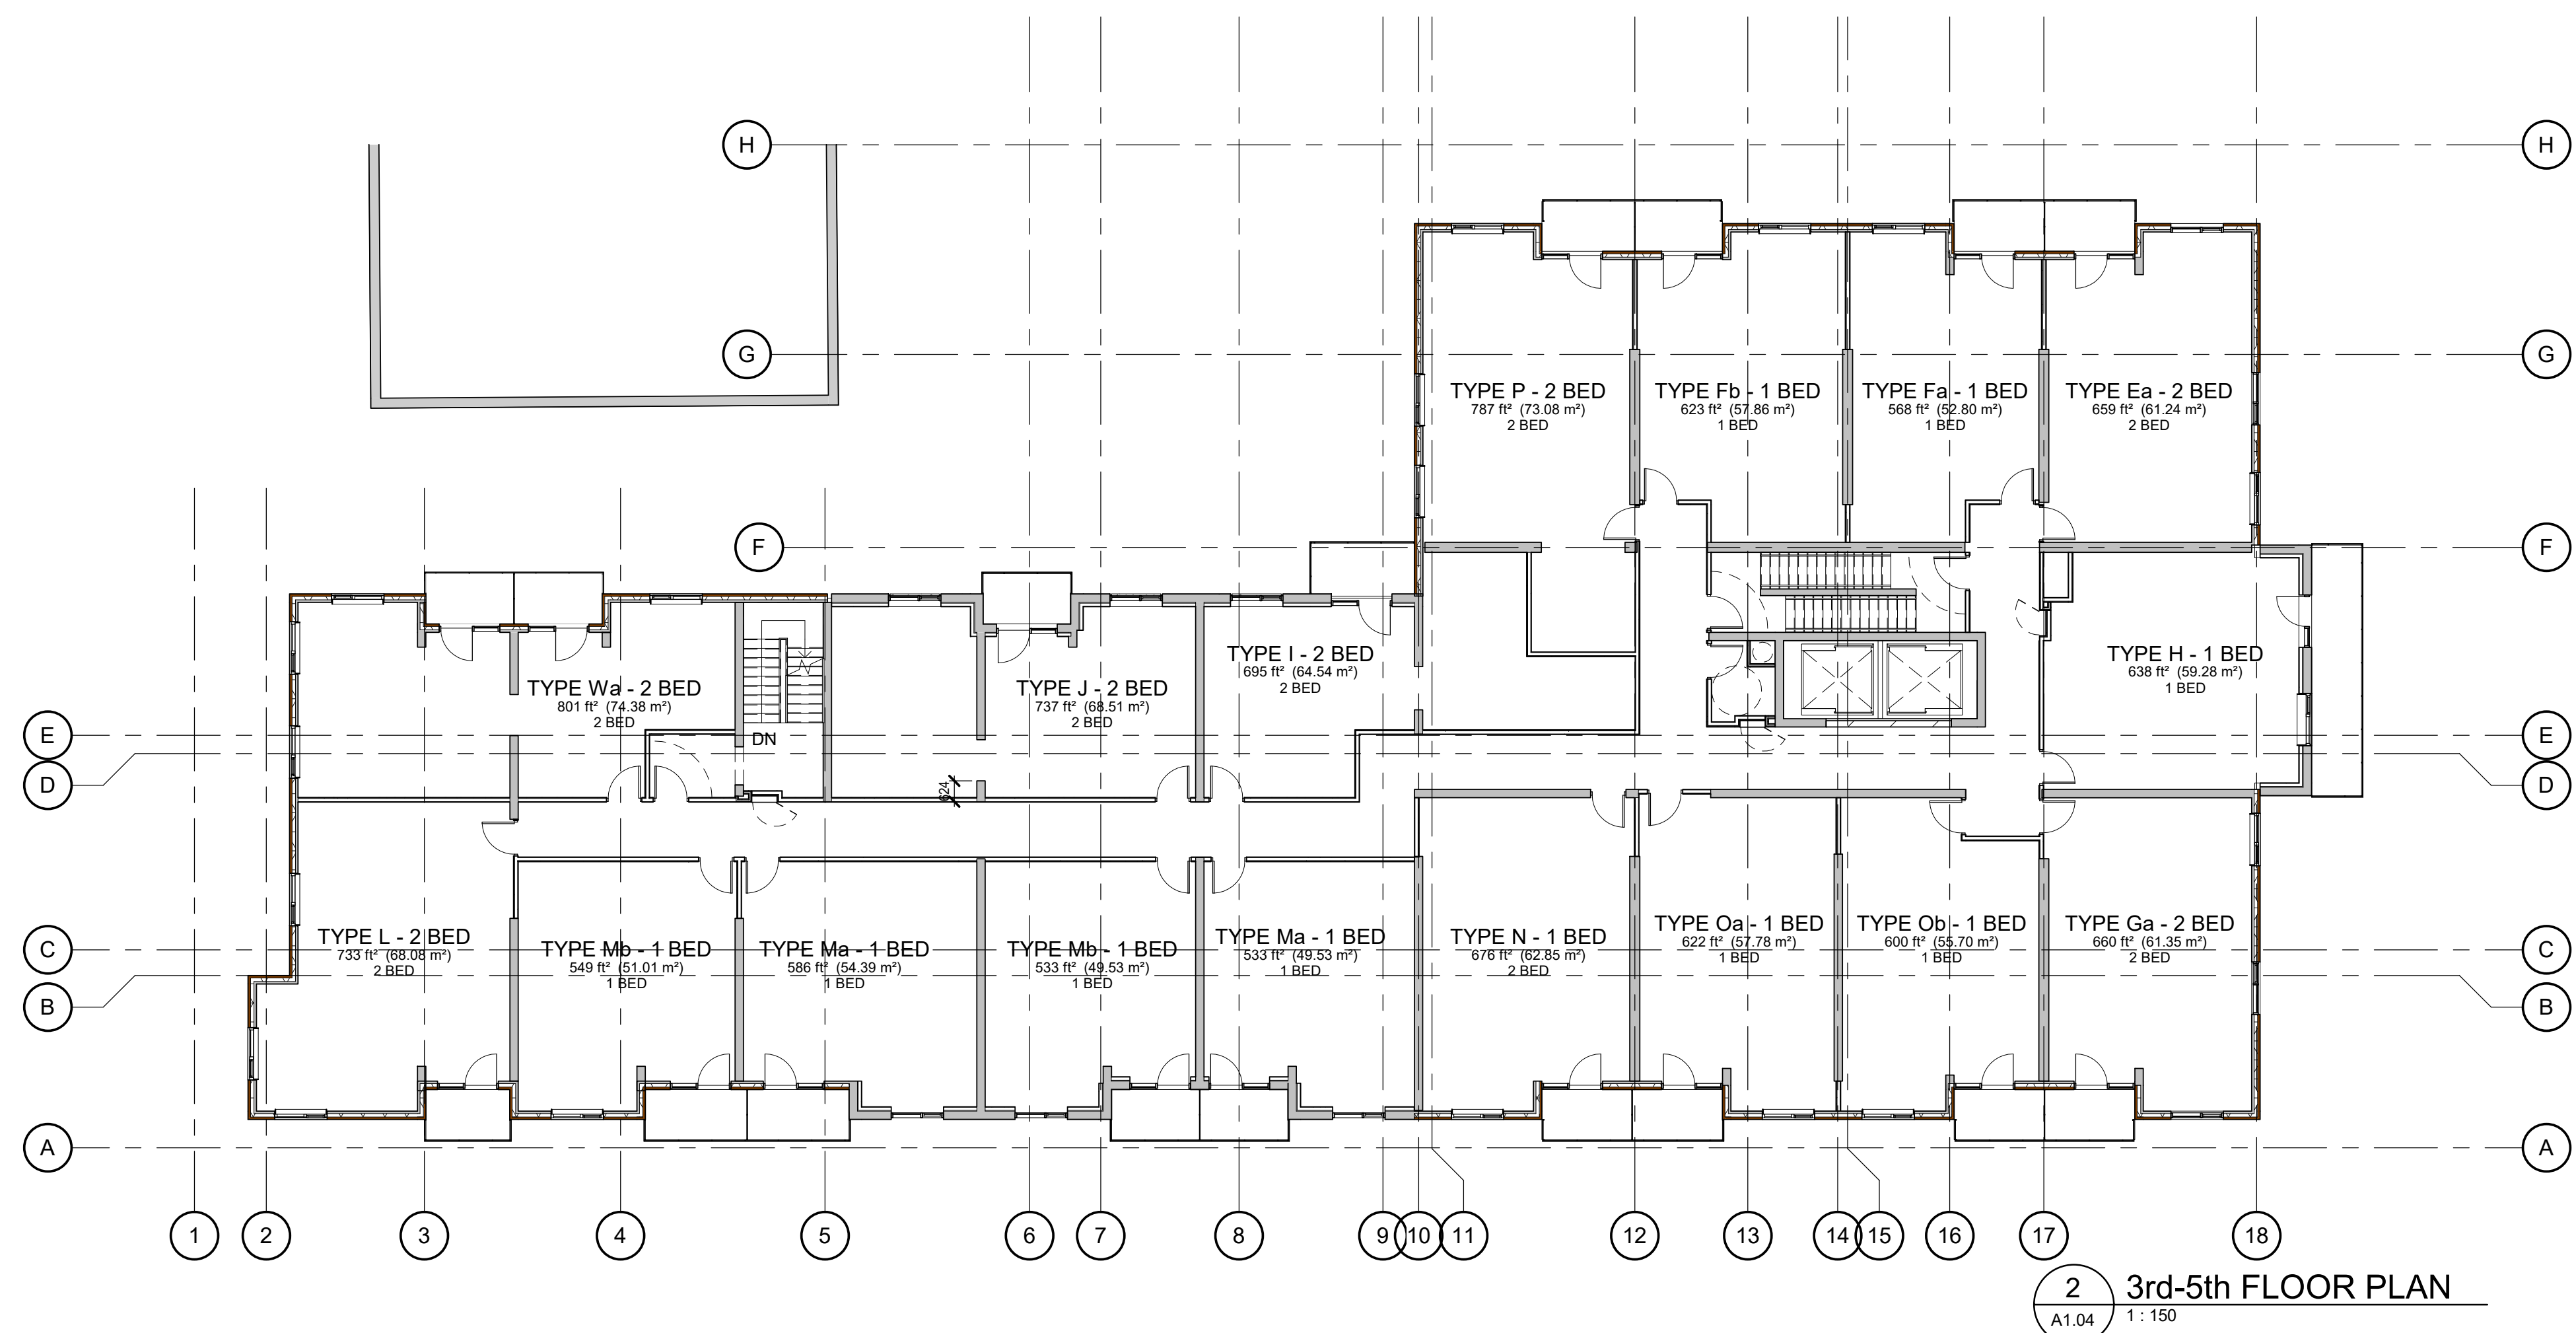 H
H
G
G
TYPE P - 2 BED
787 ft² (73.08 m²)
2 BED
TYPE Fb - 1 BED
623 ft² (57.86 m²)
1 BED
TYPE Fa - 1 BED
568 ft² (52.80 m²)
1 BED
TYPE Ea - 2 BED
659 ft² (61.24 m²)
2 BED
F
F
TYPE Wa - 2 BED
801 ft² (74.38 m²)
2 BED
DN
TYPE J - 2 BED
737 ft² (68.51 m²)
2 BED
TYPE I - 2 BED
695 ft² (64.54 m²)
2 BED
TYPE H - 1 BED
638 ft² (59.28 m²)
1 BED
E
E
D
D
624
TYPE L - 2 BED
733 ft² (68.08 m²)
2 BED
TYPE Mb - 1 BED
549 ft² (51.01 m²)
1 BED
TYPE Ma - 1 BED
586 ft² (54.39 m²)
1 BED
TYPE Mb - 1 BED
533 ft² (49.53 m²)
1 BED
TYPE Ma - 1 BED
533 ft² (49.53 m²)
1 BED
TYPE N - 1 BED
676 ft² (62.85 m²)
2 BED
TYPE Oa - 1 BED
622 ft² (57.78 m²)
1 BED
TYPE Ob - 1 BED
600 ft² (55.70 m²)
1 BED
TYPE Ga - 2 BED
660 ft² (61.35 m²)
2 BED
C
C
B
B
A
A
1 2 3 4 5 6 7 8 9 10 11 12 13 14 15 16 17 18
2
A1.04
3rd-5th FLOOR PLAN
1 : 150